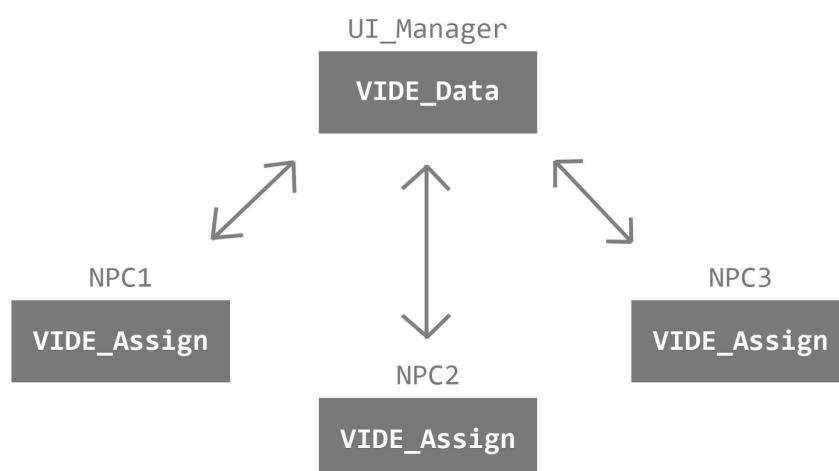 UI_Manager
VIDE_Data
NPC1
VIDE_Assign
NPC2
VIDE_Assign
NPC3
VIDE_Assign